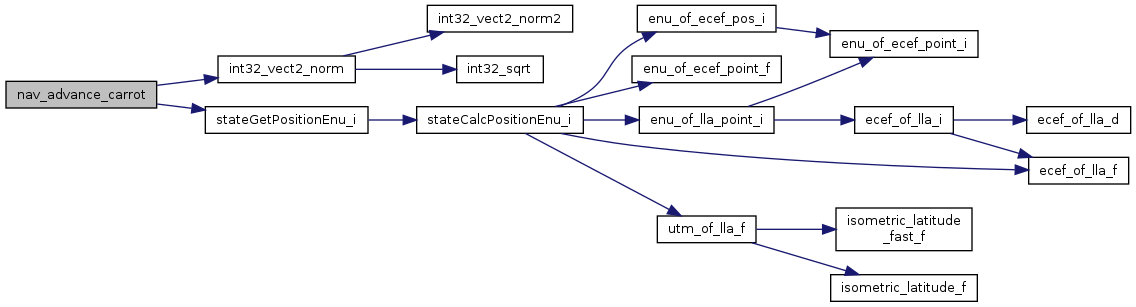 nav_advance_carrot
int32_vect2_norm
stateGetPositionEnu_i
int32_vect2_norm2
int32_sqrt
stateCalcPositionEnu_i
enu_of_ecef_pos_i
enu_of_ecef_point_f
enu_of_lla_point_i
utm_of_lla_f
enu_of_ecef_point_i
ecef_of_lla_i
isometric_latitude
_fast_f
isometric_latitude_f
ecef_of_lla_d
ecef_of_lla_f